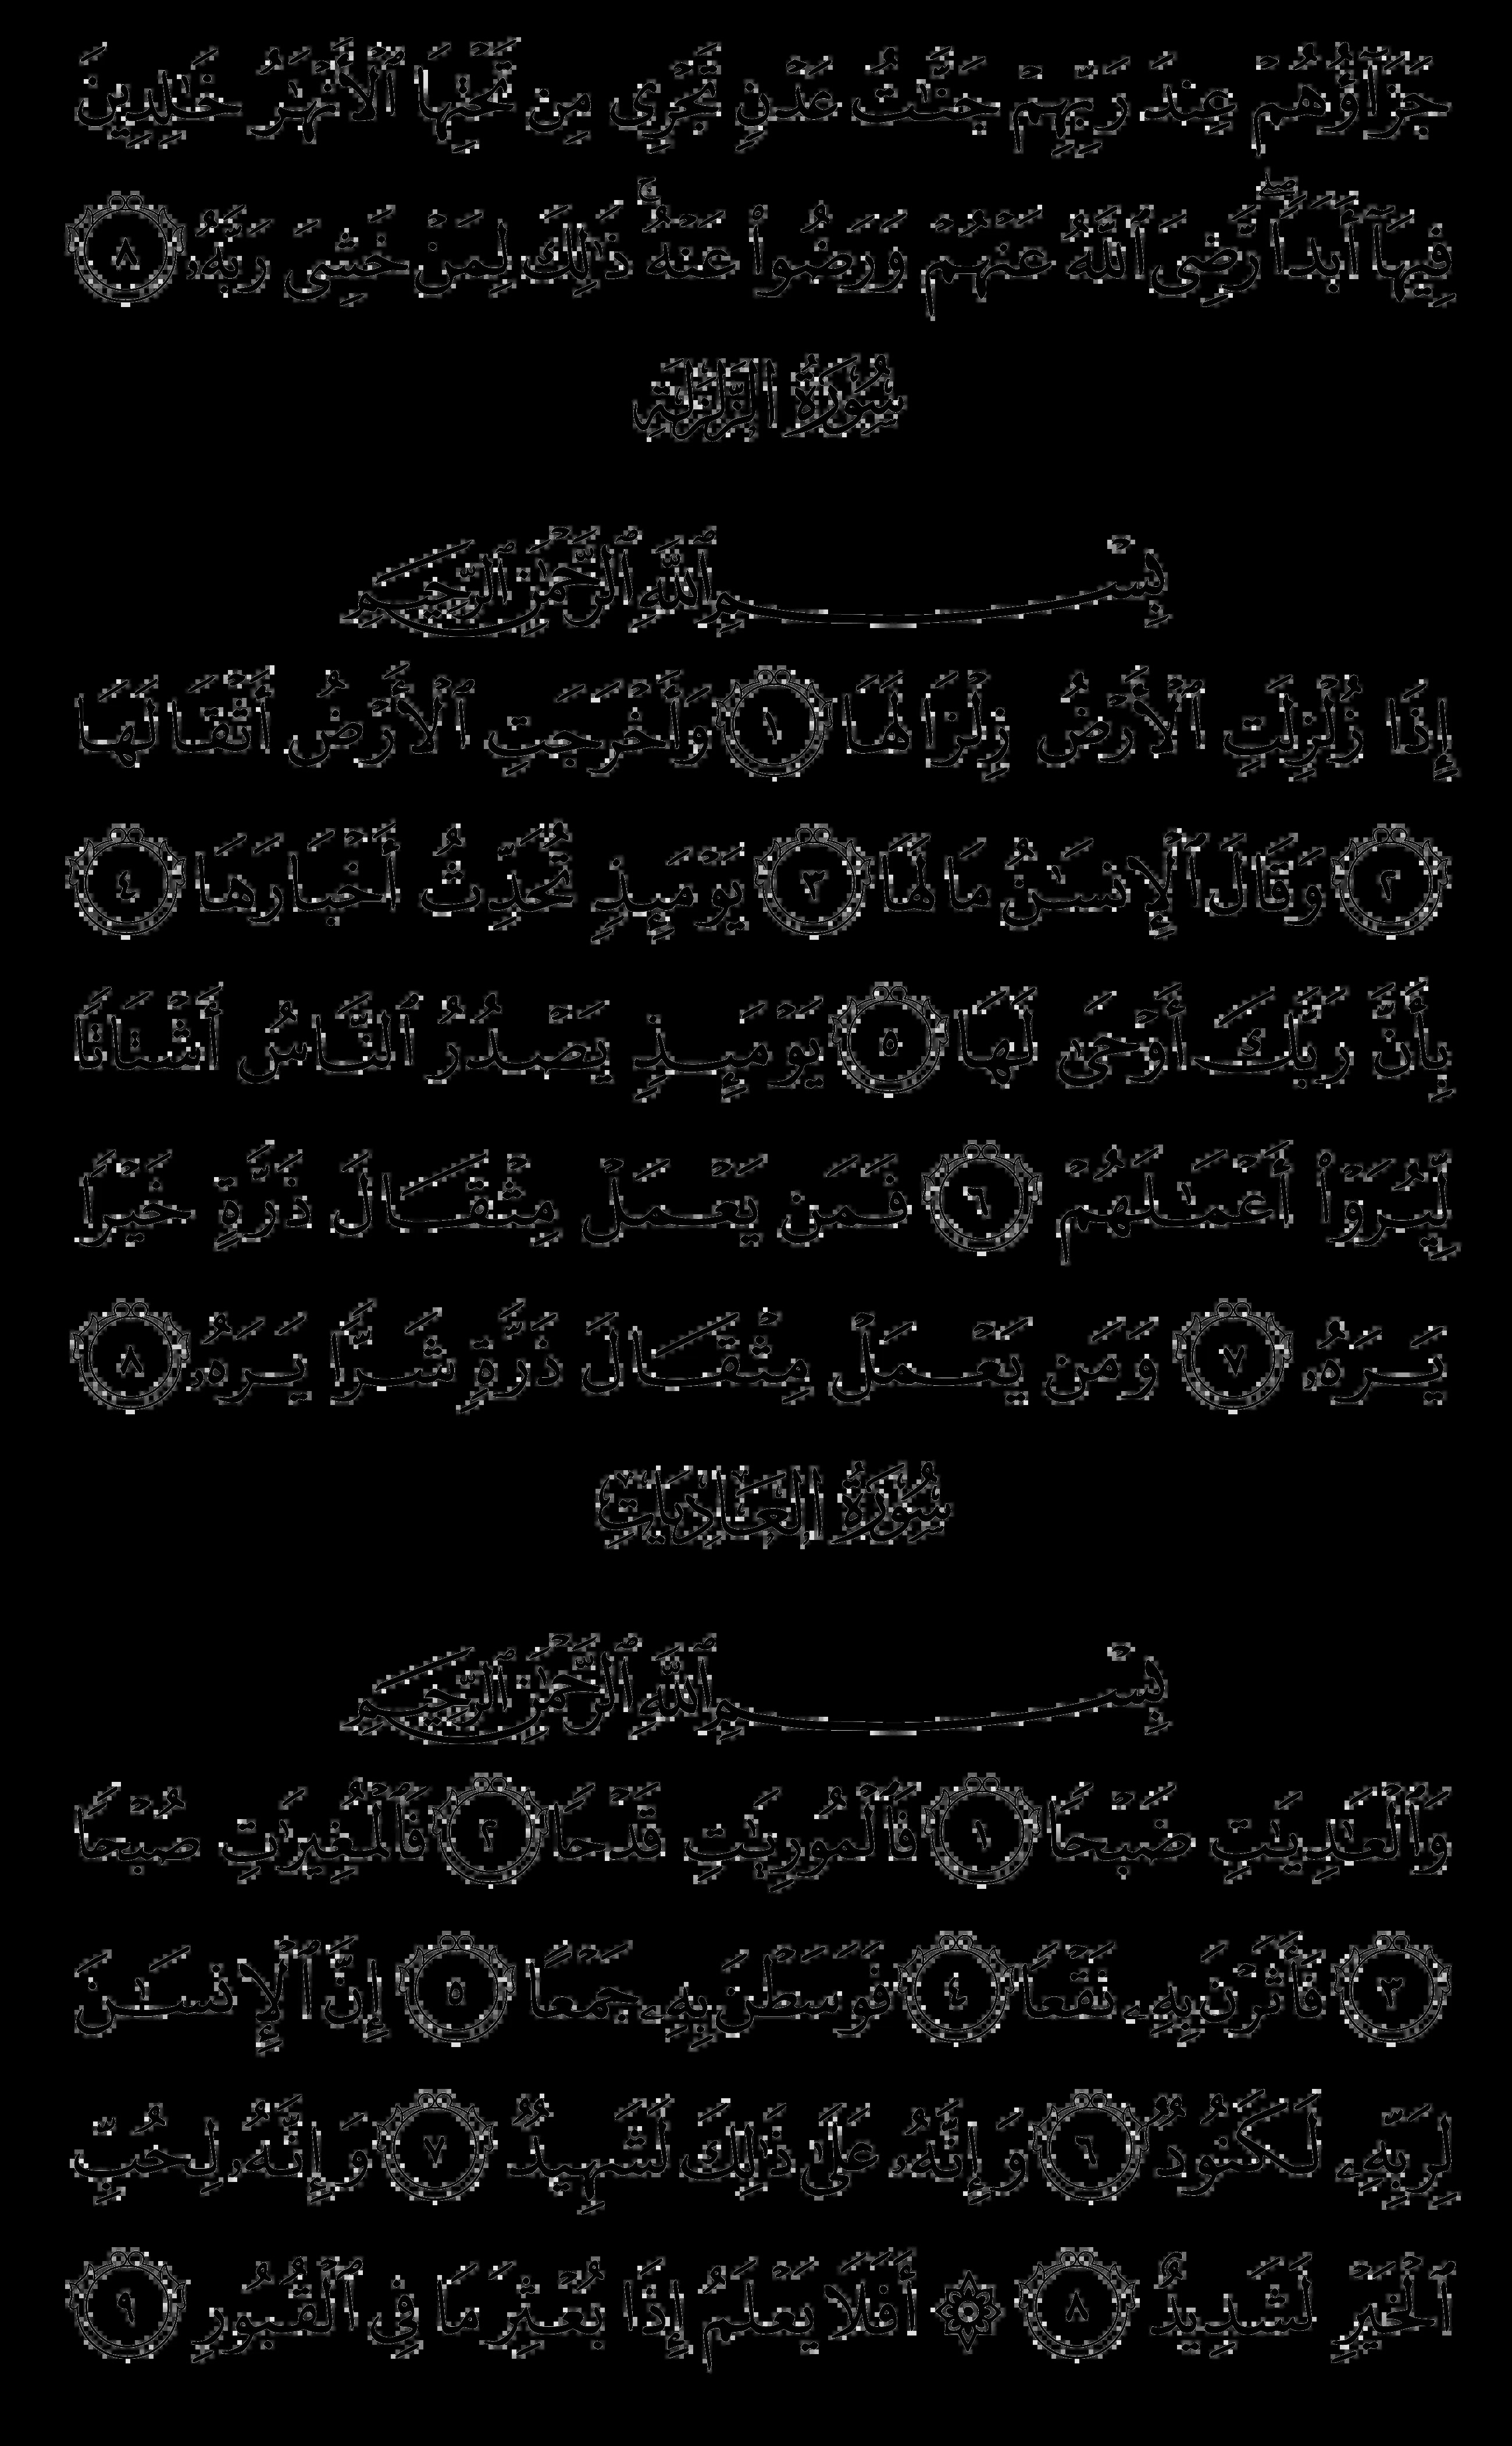 جَزَآؤُهُمْ عِندَ رَبِّهِمْ جَنَّـٰتُ عَدْنٍ تَجْرِى مِن تَحْتِهَا ٱلْأَنْهَـٰرُ خَـٰلِدِينَ
فِيهَآ أَبَدًا ۖ رَّضِىَ ٱللَّهُ عَنْهُمْ وَرَضُوا۟ عَنْهُ ۚ ذَٰلِكَ لِمَنْ خَشِىَ رَبَّهُۥ ٨
سُورَةُ الزَّلْزَلَةِ
بِسْمِ ٱللَّهِ ٱلرَّحْمَـٰنِ ٱلرَّحِيمِ
إِذَا زُلْزِلَتِ ٱلْأَرْضُ زِلْزَالَهَا ١ وَأَخْرَجَتِ ٱلْأَرْضُ أَثْقَالَهَا
٢ وَقَالَ ٱلْإِنسَـٰنُ مَا لَهَا ٣ يَوْمَئِذٍ تُحَدِّثُ أَخْبَارَهَا ٤
بِأَنَّ رَبَّكَ أَوْحَىٰ لَهَا ٥ يَوْمَئِذٍ يَصْدُرُ ٱلنَّاسُ أَشْتَاتًا
لِّيُرَوْا۟ أَعْمَـٰلَهُمْ ٦ فَمَن يَعْمَلْ مِثْقَالَ ذَرَّةٍ خَيْرًا
يَرَهُۥ ٧ وَمَن يَعْمَلْ مِثْقَالَ ذَرَّةٍ شَرًّا يَرَهُۥ ٨
سُورَةُ العَادِيَاتِ
بِسْمِ ٱللَّهِ ٱلرَّحْمَـٰنِ ٱلرَّحِيمِ
وَٱلْعَـٰدِيَـٰتِ ضَبْحًا ١ فَٱلْمُورِيَـٰتِ قَدْحًا ٢ فَٱلْمُغِيرَٰتِ صُبْحًا
٣ فَأَثَرْنَ بِهِۦ نَقْعًا ٤ فَوَسَطْنَ بِهِۦ جَمْعًا ٥ إِنَّ ٱلْإِنسَـٰنَ
لِرَبِّهِۦ لَكَنُودٌ ٦ وَإِنَّهُۥ عَلَىٰ ذَٰلِكَ لَشَهِيدٌ ٧ وَإِنَّهُۥ لِحُبِّ
ٱلْخَيْرِ لَشَدِيدٌ ٨ ۞ أَفَلَا يَعْلَمُ إِذَا بُعْثِرَ مَا فِى ٱلْقُبُورِ ٩